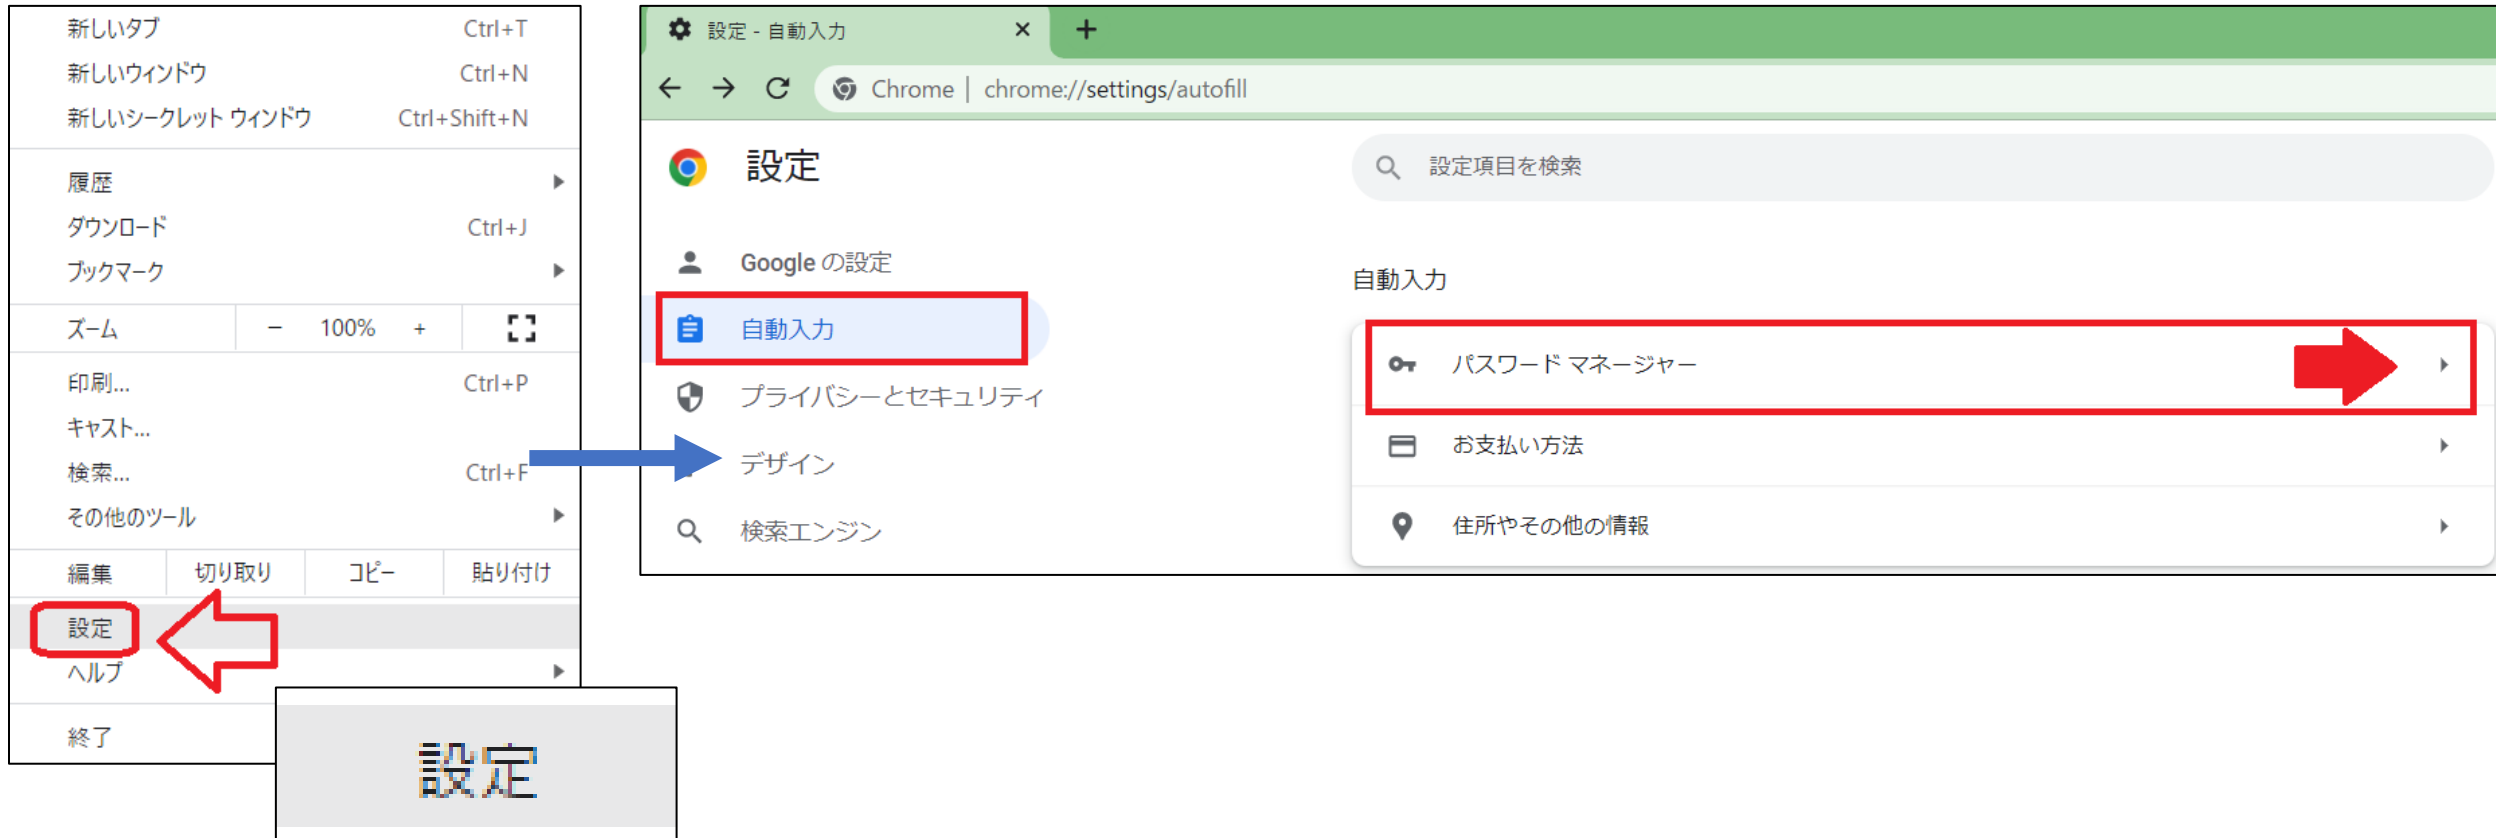 新しいタブ Ctrl+T
新しいウィンドウ Ctrl+N
新しいシークレット ウィンドウ Ctrl+Shift+N
履歴
ダウンロード Ctrl+J
ブックマーク
ズーム － 100% +
印刷... Ctrl+P
キャスト...
検索... Ctrl+F
その他のツール
編集 切り取り コピー 貼り付け
設定
ヘルプ
終了
設定
設定 - 自動入力
Chrome | chrome://settings/autofill
設定
設定項目を検索
Google の設定
自動入力
プライバシーとセキュリティ
デザイン
検索エンジン
自動入力
パスワード マネージャー
お支払い方法
住所やその他の情報